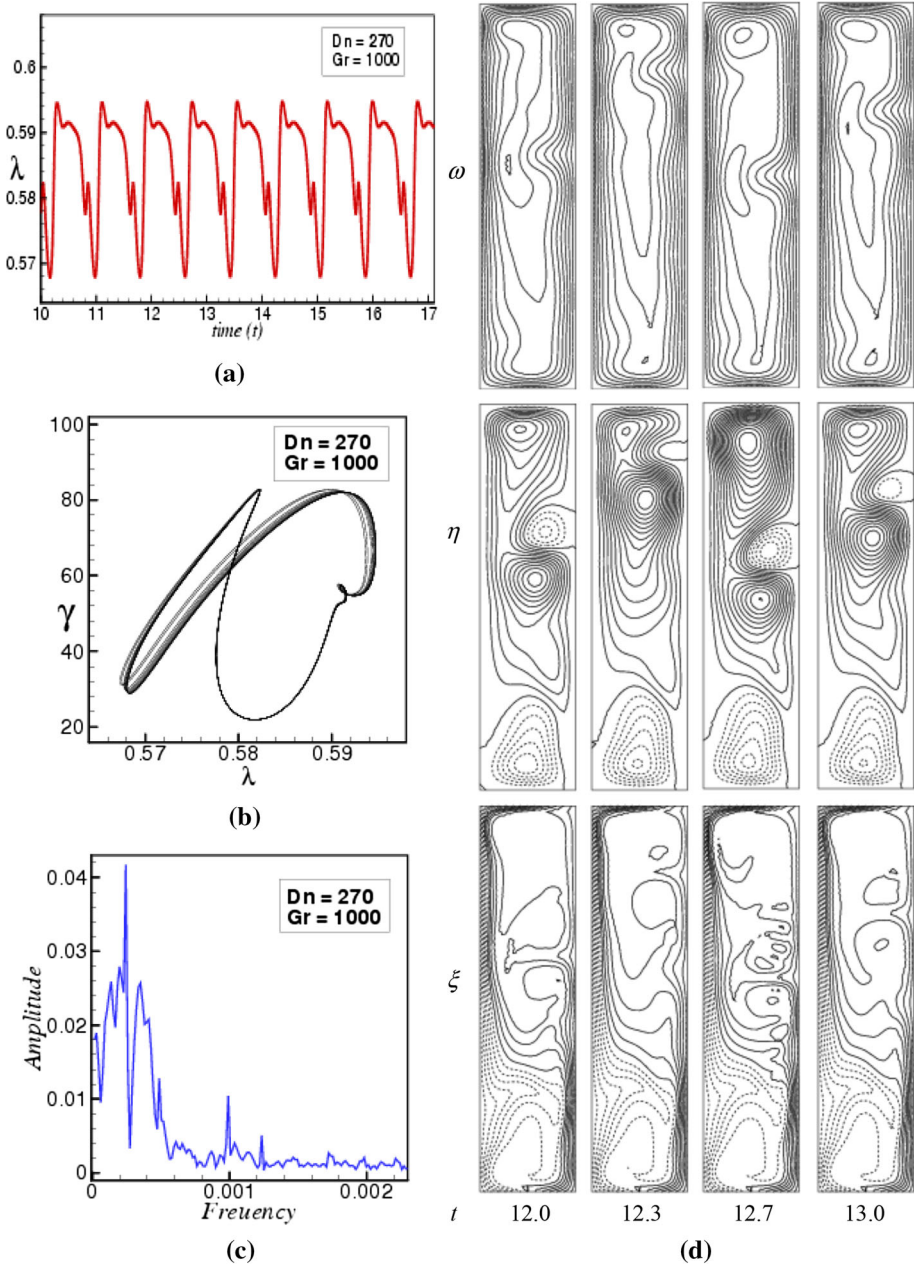 0.6
0.59
λ
0.58
0.57
Dn = 270
Gr = 1000
10 11 12 13 14 15 16 17
time (t)
(a)
100
80
60
γ
40
20
Dn = 270
Gr = 1000
0.57 0.58 0.59
λ
(b)
0.04
0.03
Amplitude
0.02
0.01
0
Dn = 270
Gr = 1000
0 0.001 0.002
Freuency
(c)
ω
η
ξ
t 12.0 12.3 12.7 13.0
(d)